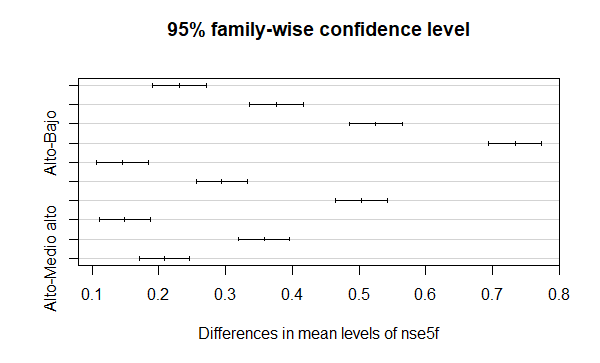 95% family-wise confidence level
Alto-Bajo
Alto-Medio alto
0.1 0.2 0.3 0.4 0.5 0.6 0.7 0.8
Differences in mean levels of nse5f